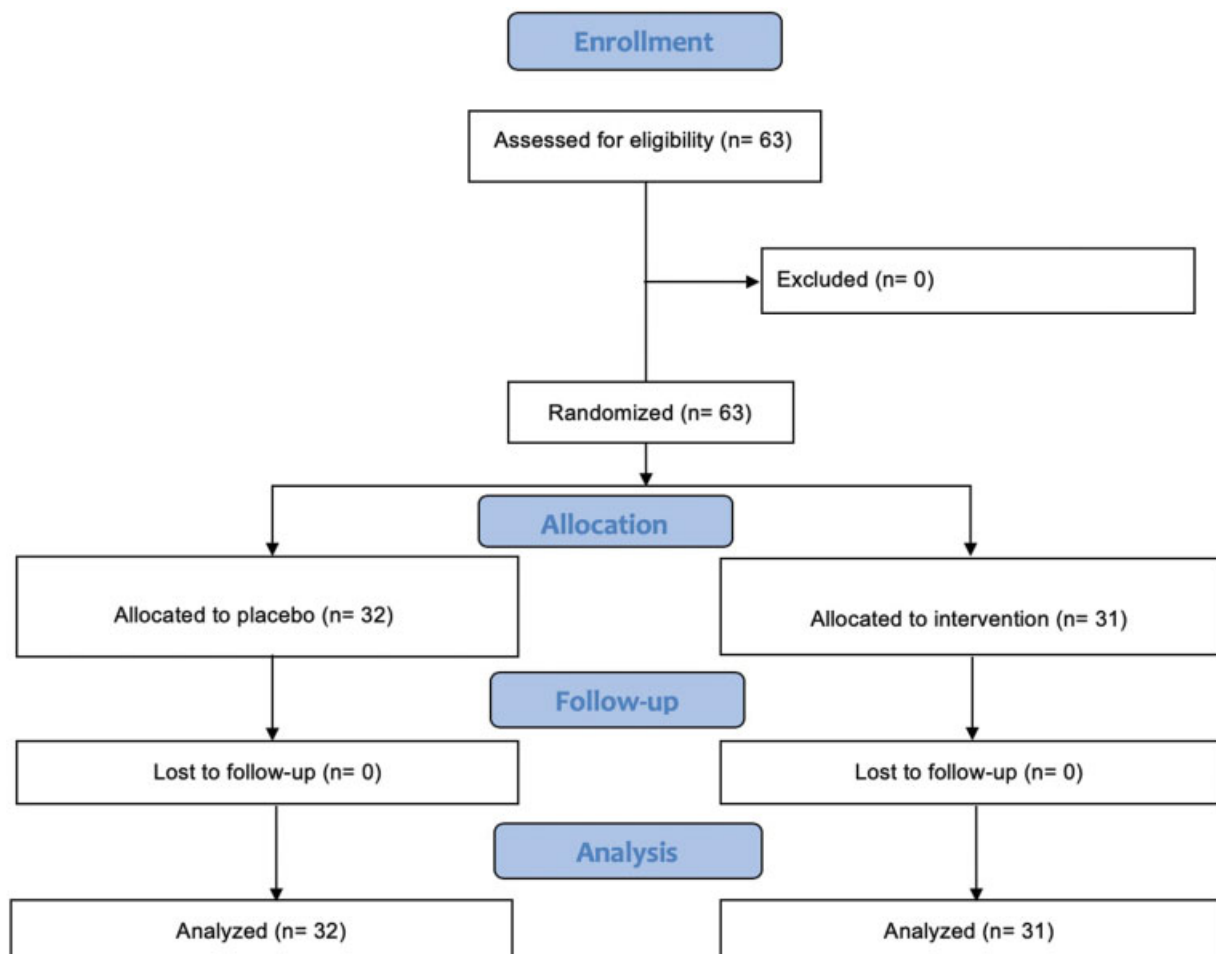 Enrollment
Assessed for eligibility (n= 63)
Excluded (n= 0)
Randomized (n= 63)
Allocation
Allocated to placebo (n= 32)
Allocated to intervention (n= 31)
Follow-up
Lost to follow-up (n= 0)
Lost to follow-up (n= 0)
Analysis
Analyzed (n= 32)
Analyzed (n= 31)